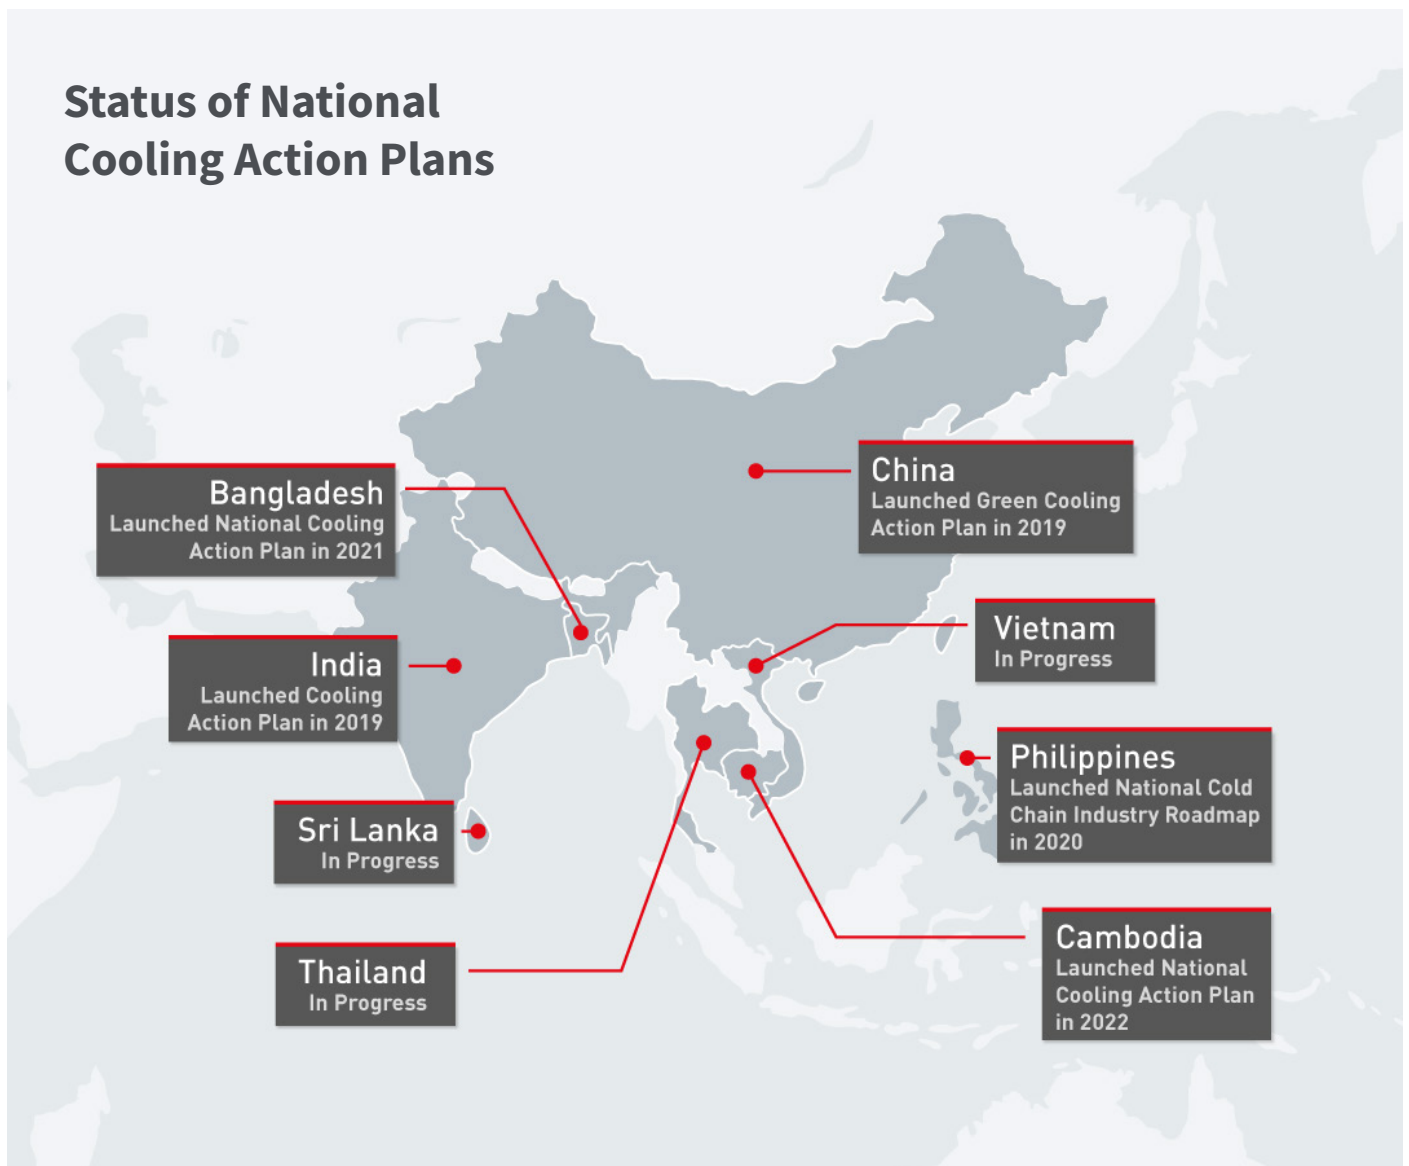 Status of National
Cooling Action Plans
China
Launched Green Cooling
Action Plan in 2019
Bangladesh
Launched National Cooling
Action Plan in 2021
Vietnam
In Progress
India
Launched Cooling
Action Plan in 2019
Philippines
Launched National Cold
Chain Industry Roadmap
in 2020
Sri Lanka
In Progress
Cambodia
Launched National
Cooling Action Plan
in 2022
Thailand
In Progress